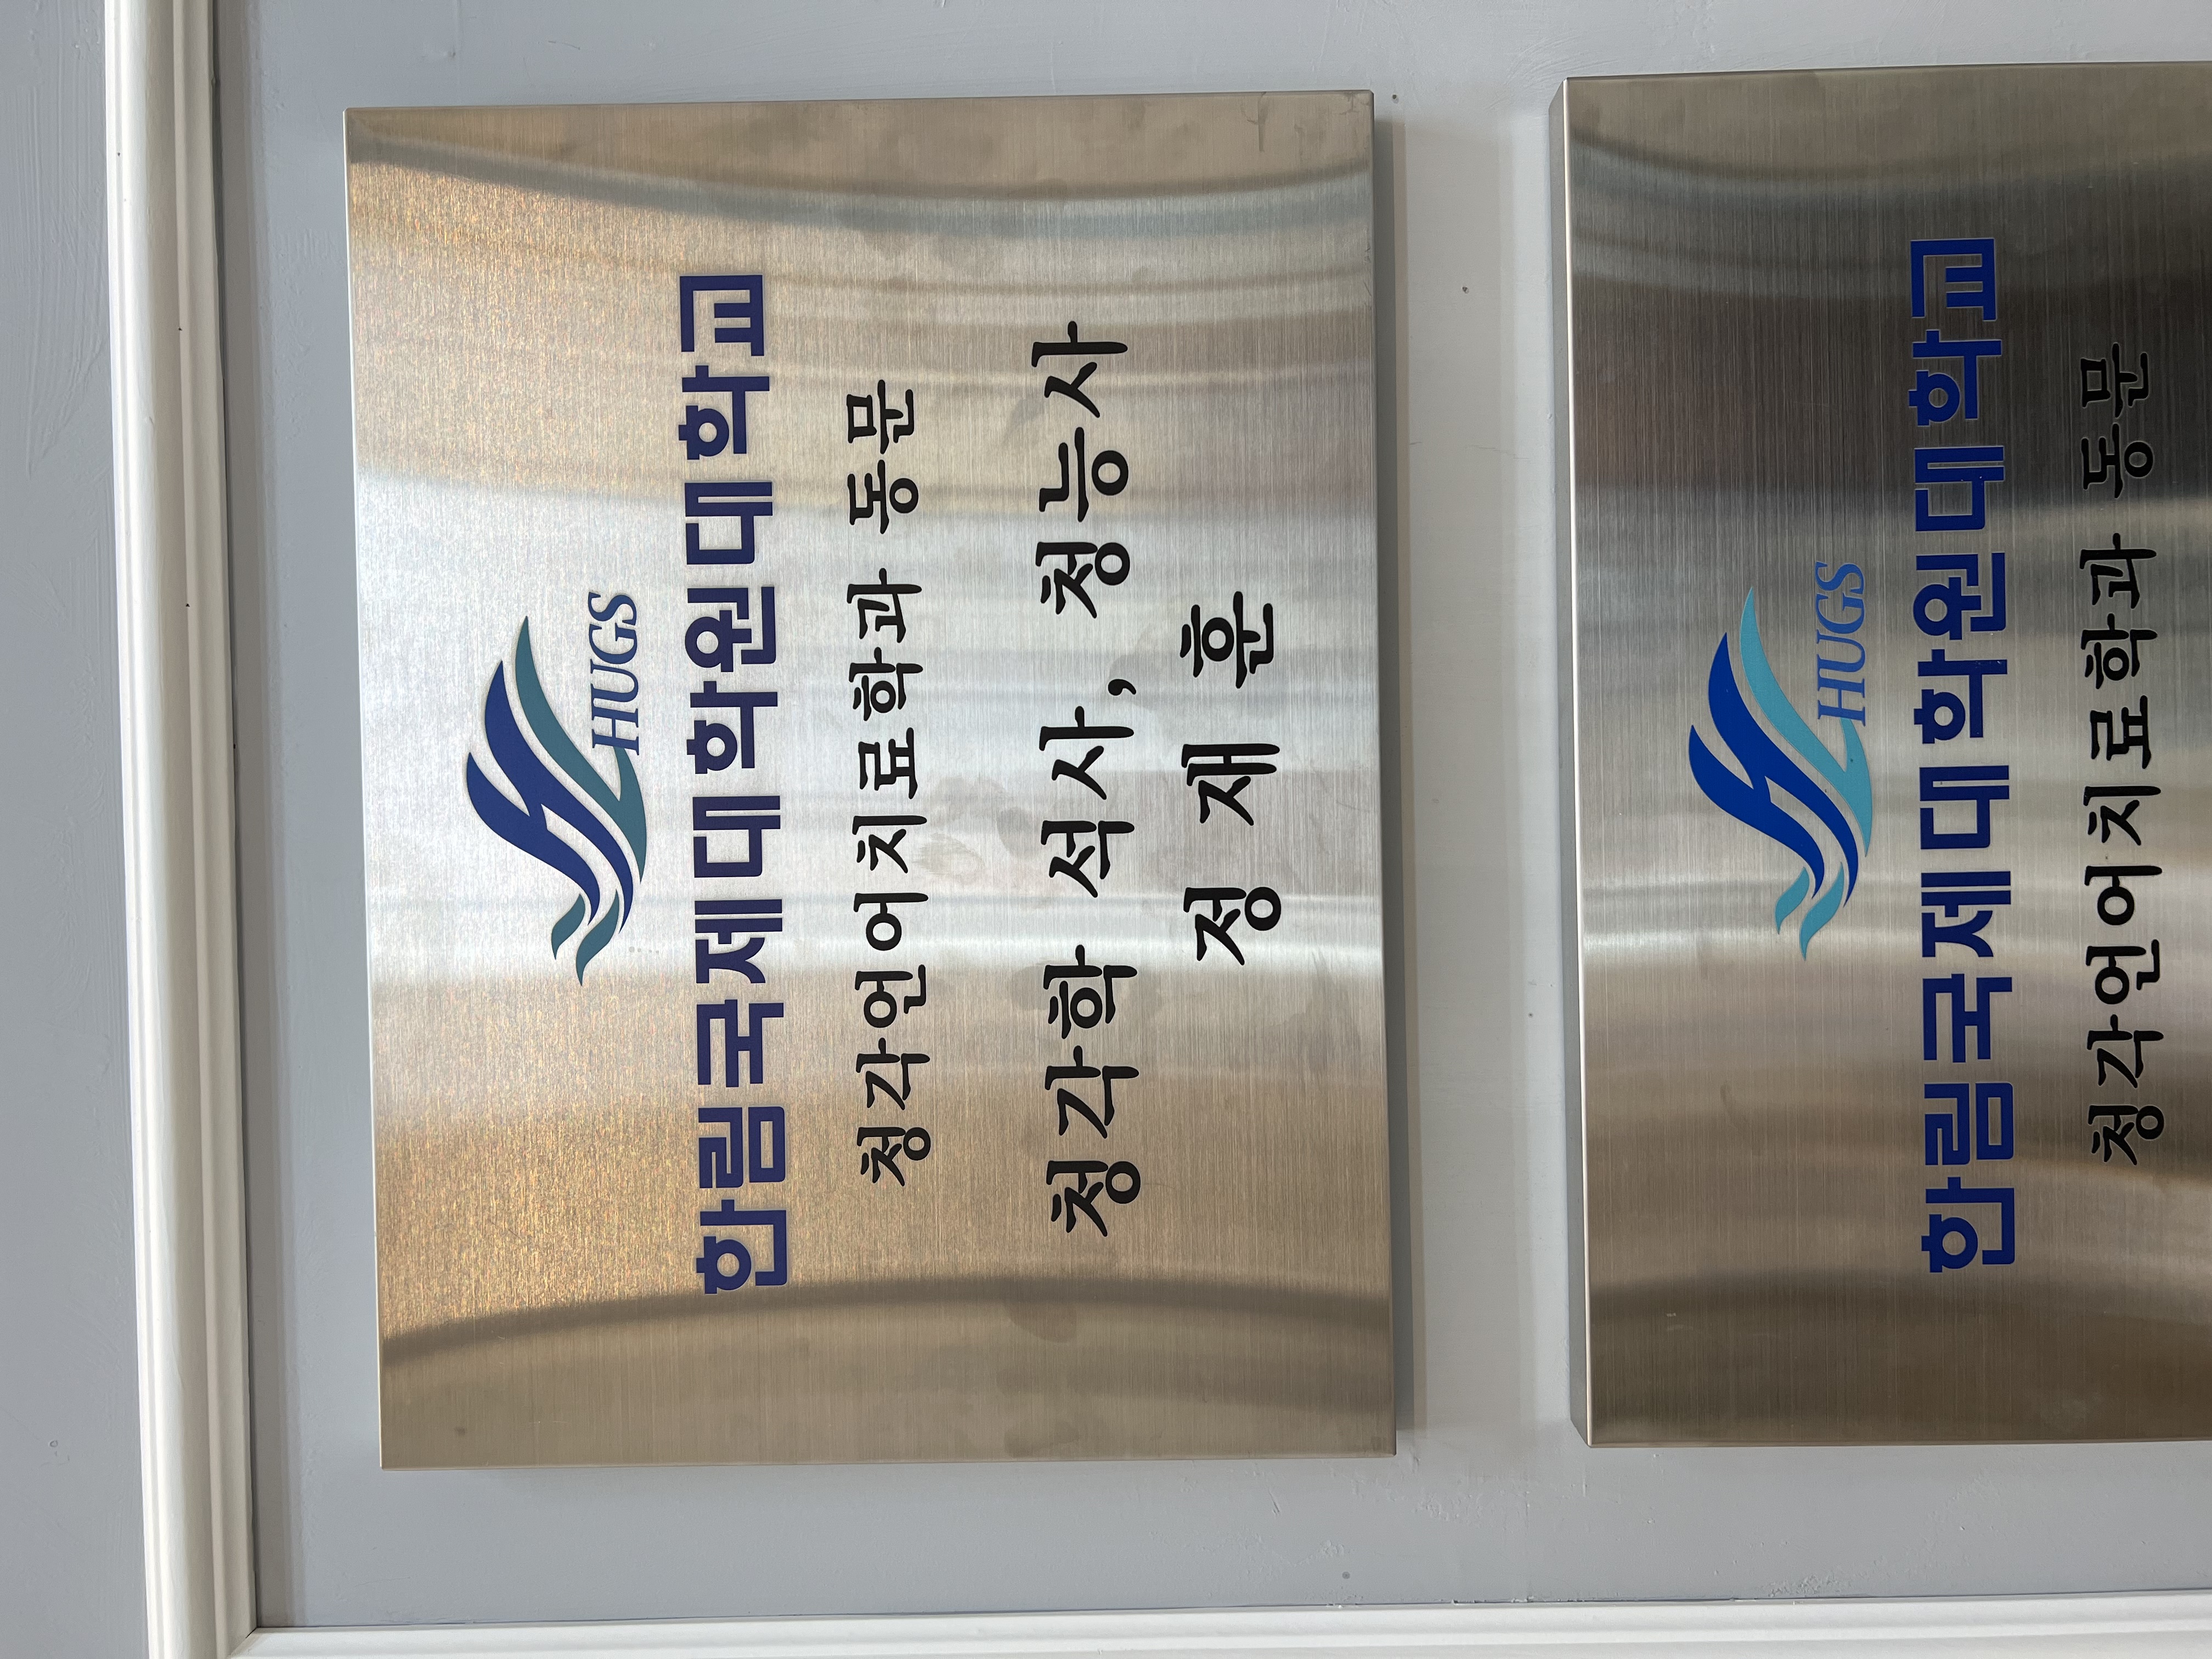 HUGS
한림국제대학원대학교
청각언어치료학과 동문
청각학 석사, 청능사
정 재 훈
HUGS
한림국제대학원대학교
청각언어치료학과 동문